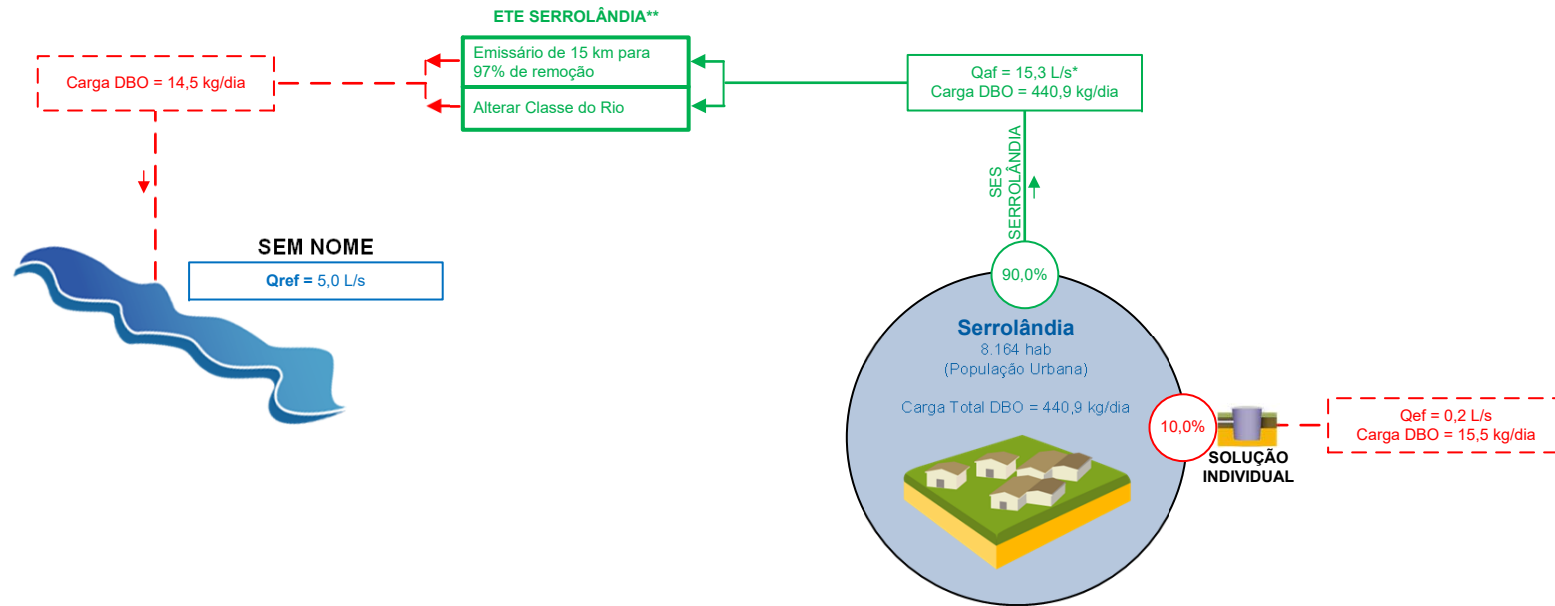 ETE SERROLÂNDIA**
Emissário de 15 km para
97% de remoção
Alterar Classe do Rio
Carga DBO = 14,5 kg/dia
Qaf = 15,3 L/s*
Carga DBO = 440,9 kg/dia
SES
SERROLÂNDIA
SEM NOME
Qref = 5,0 L/s
90,0%
Serrolândia
8.164 hab
(População Urbana)
Carga Total DBO = 440,9 kg/dia
10,0%
SOLUÇÃO
INDIVIDUAL
Qef = 0,2 L/s
Carga DBO = 15,5 kg/dia